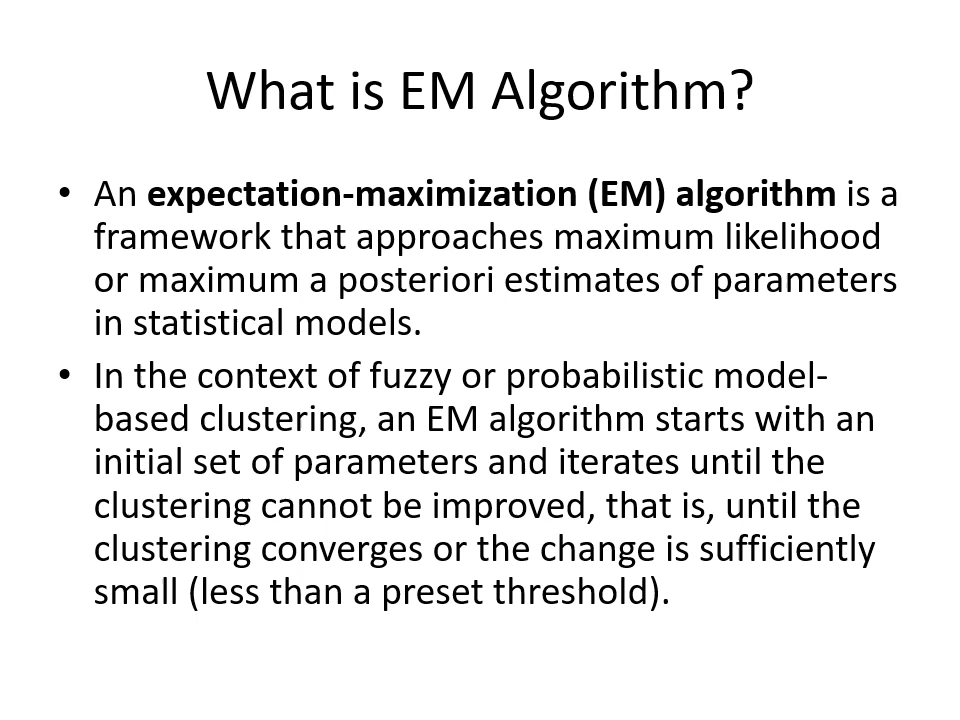 What is EM Algorithm?
• An expectation-maximization (EM) algorithm is a
framework that approaches maximum likelihood
or maximum a posteriori estimates of parameters
in statistical models.
• In the context of fuzzy or probabilistic model-
based clustering, an EM algorithm starts with an
initial set of parameters and iterates until the
clustering cannot be improved, that is, until the
clustering converges or the change is sufficiently
small (less than a preset threshold).